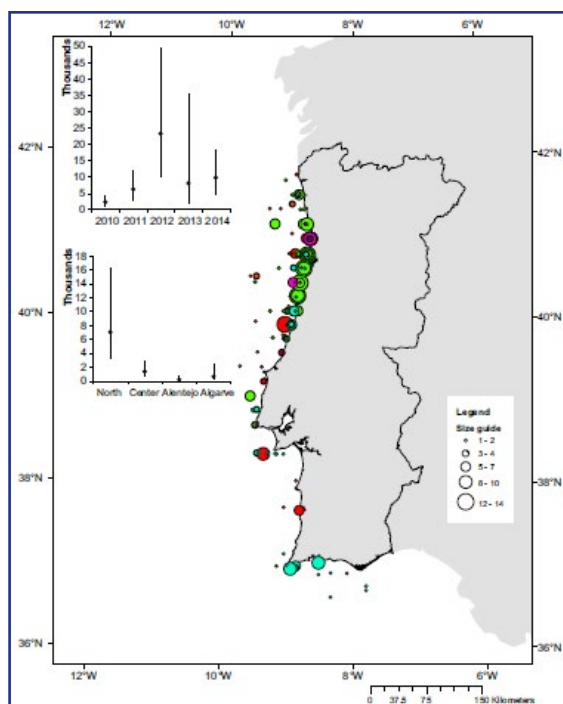 12°W 10°W 8°W
Thousands
50
45
40
35
30
25
20
15
10
5
0
2010 2011 2012 2013 2014
42°N 42°N
Thousands
18
16
14
12
10
8
6
4
2
0
North Center Alentejo Algarve
40°N 40°N
38°N 38°N
Legend
Size guide
1 - 2
3 - 4
5 - 7
8 - 10
12 - 14
36°N 36°N
12°W 10°W 8°W 6°W
0 37.5 75 150 Kilometers